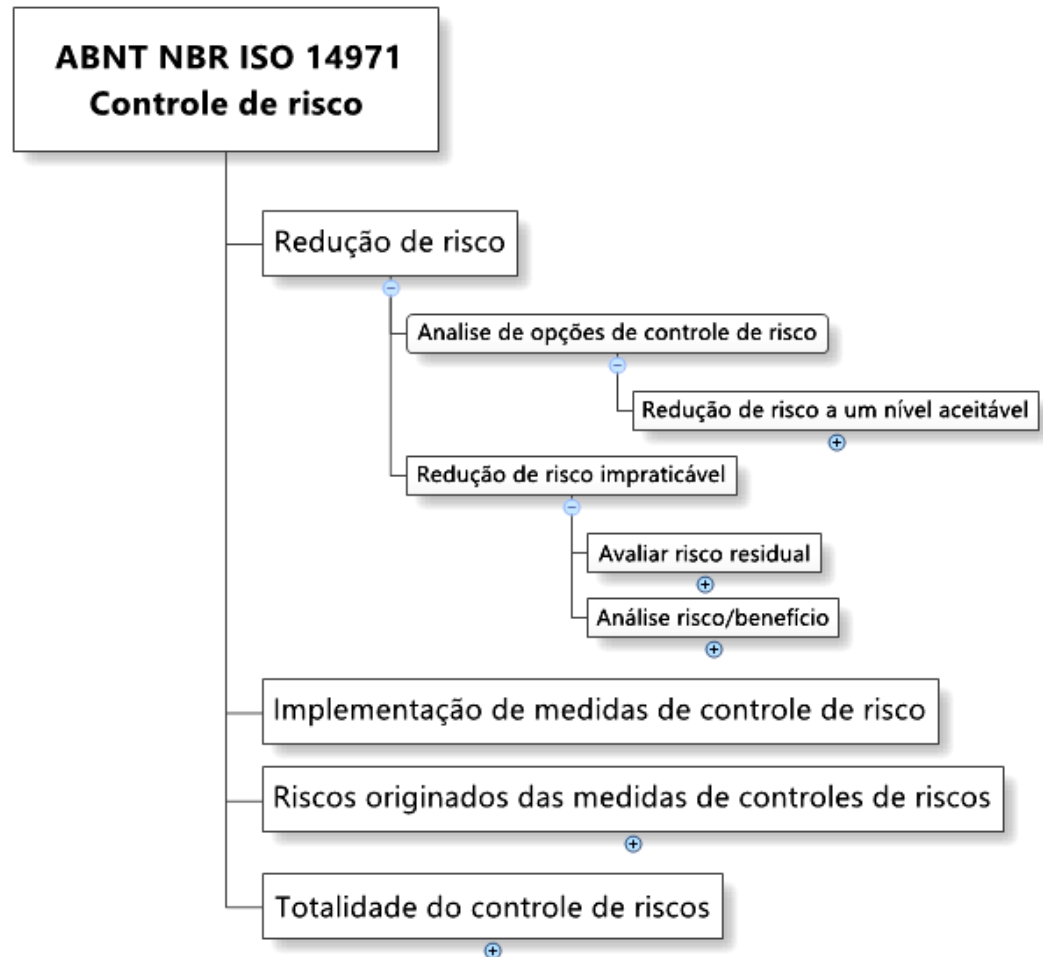 ABNT NBR ISO 14971
Controle de risco
Redução de risco
Analise de opções de controle de risco
Redução de risco a um nível aceitável
Redução de risco impraticável
Avaliar risco residual
Análise risco/benefício
Implementação de medidas de controle de risco
Riscos originados das medidas de controles de riscos
Totalidade do controle de riscos